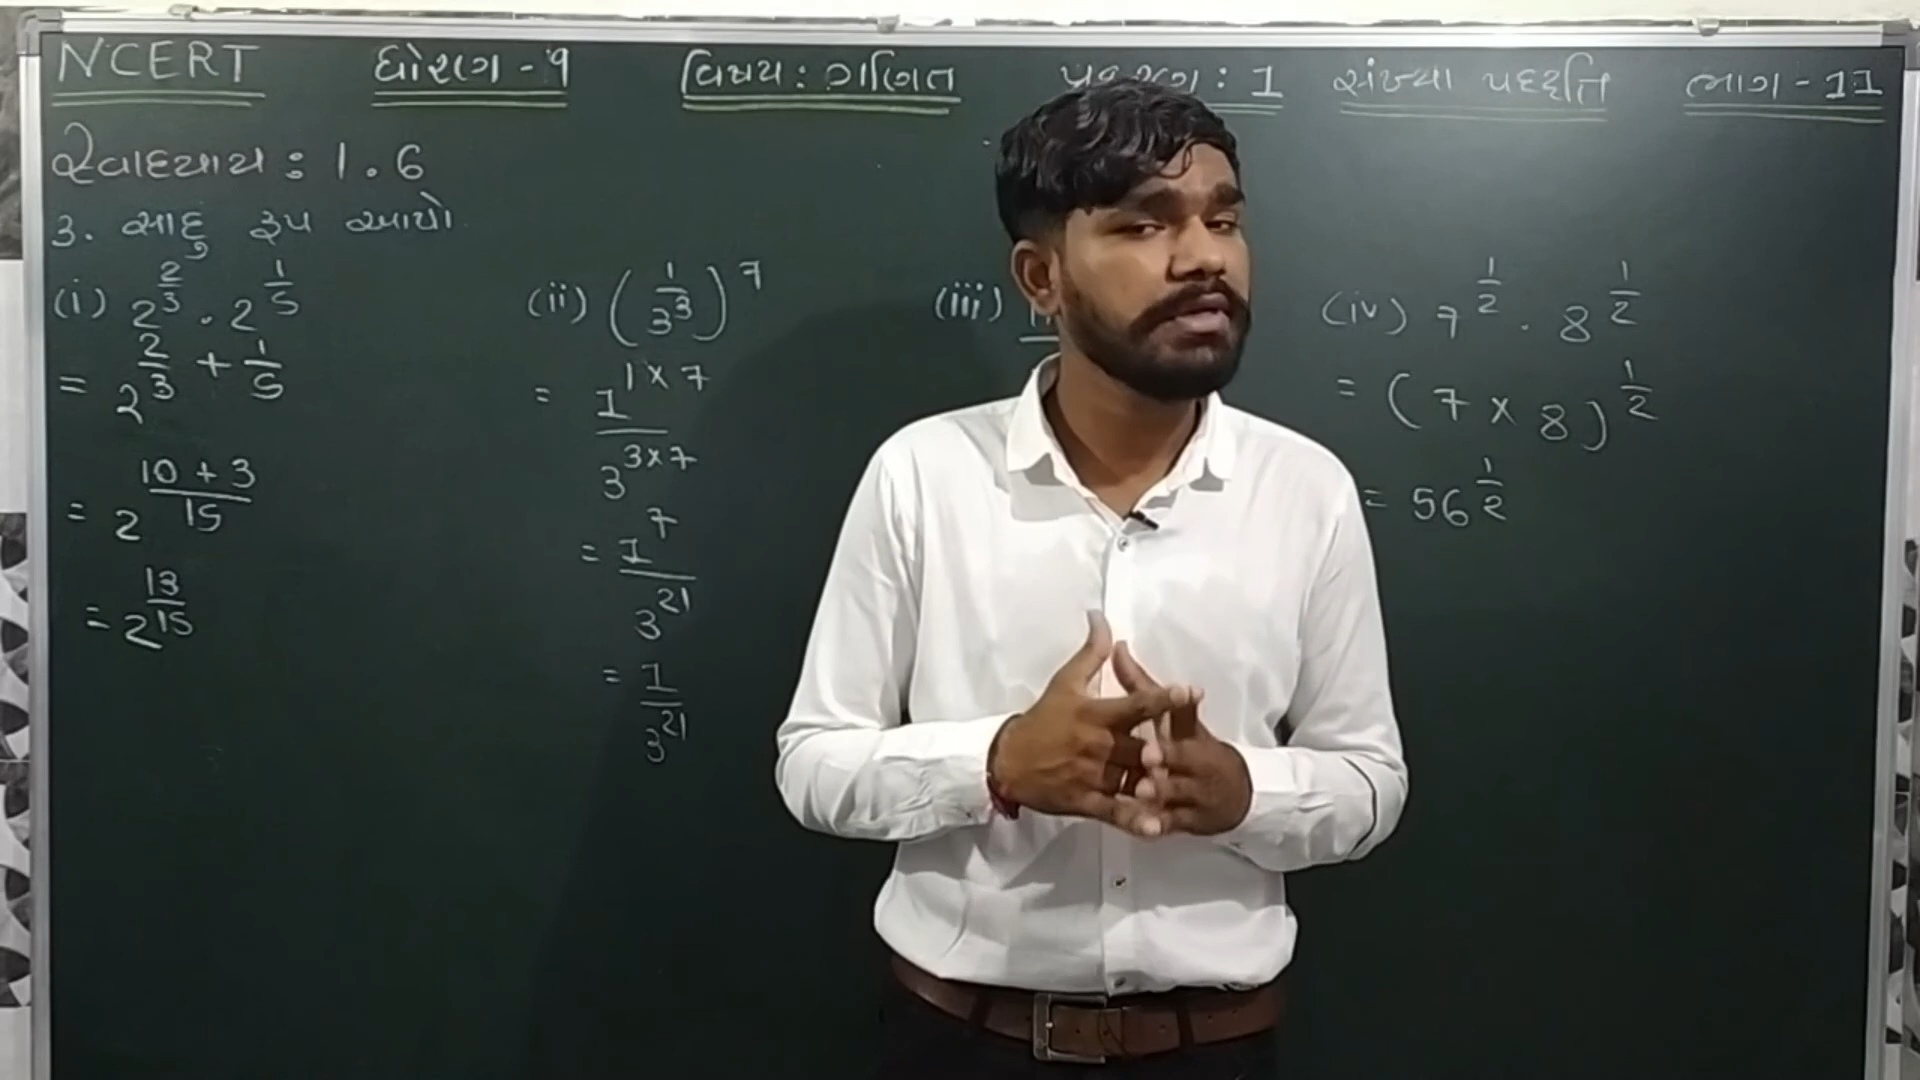 NCERT ધોરણ - ૧ વિષય : ગણિત : 1 સંખ્યા પદ્દતિ ભાગ - 11
સ્વાધ્યાય : 1.6
3. સાદુ રૂપ આપો
(i) 2^{2/3} . 2^{1/5}
= 2^{2/3 + 1/5}
= 2^{(10 + 3)/15}
= 2^{13/15}
(ii) (1/3^3)^7
= 1^{1×7}/3^{3×7}
= 1^7/3^{21}
= 1/3^{21}
(iii)
(iv) 7^{1/2} . 8^{1/2}
= (7 × 8)^{1/2}
= 56^{1/2}